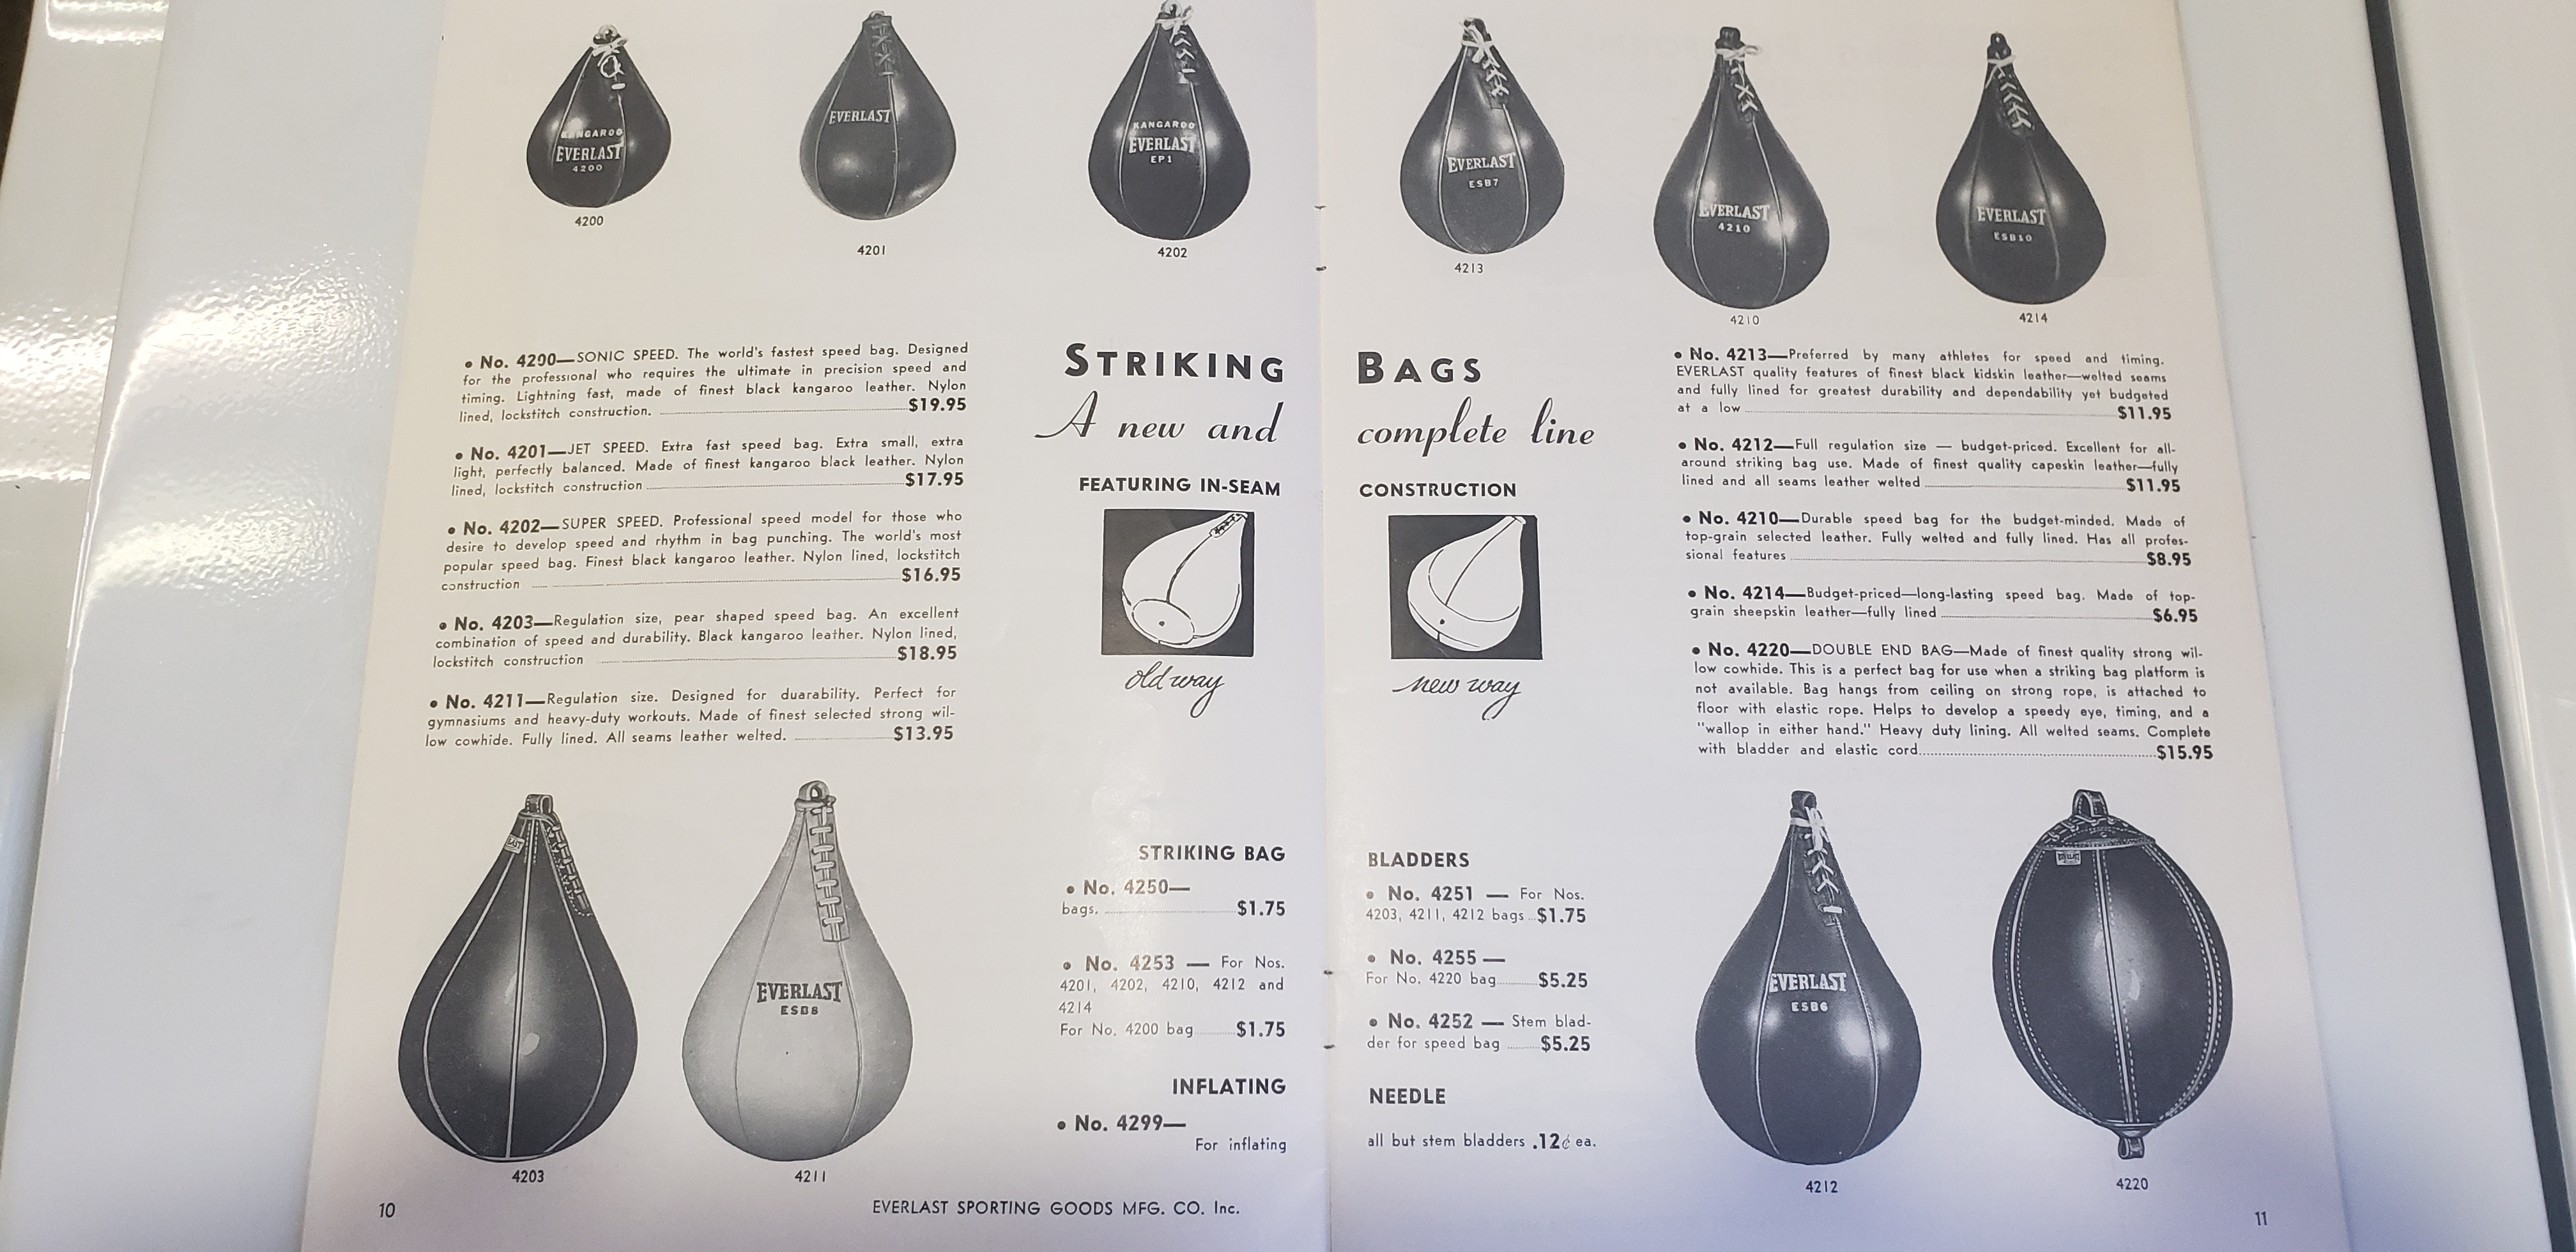 KANGAROO
EVERLAST
4200
4200
EVERLAST
4201
KANGAROO
EVERLAST
EP1
4202
EVERLAST
ESB7
4213
EVERLAST
4210
4210
EVERLAST
ESB10
4214
• No. 4200—SONIC SPEED. The world's fastest speed bag. Designed
for the professional who requires the ultimate in precision speed and
timing. Lightning fast, made of finest black kangaroo leather. Nylon
lined, lockstitch construction. $19.95
• No. 4201—JET SPEED. Extra fast speed bag. Extra small, extra
light, perfectly balanced. Made of finest kangaroo black leather. Nylon
lined, lockstitch construction $17.95
• No. 4202—SUPER SPEED. Professional speed model for those who
desire to develop speed and rhythm in bag punching. The world's most
popular speed bag. Finest black kangaroo leather. Nylon lined, lockstitch
construction $16.95
• No. 4203—Regulation size, pear shaped speed bag. An excellent
combination of speed and durability. Black kangaroo leather. Nylon lined,
lockstitch construction $18.95
• No. 4211—Regulation size. Designed for duarability. Perfect for
gymnasiums and heavy-duty workouts. Made of finest selected strong wil-
low cowhide. Fully lined. All seams leather welted. $13.95
STRIKING BAGS
A new and complete line
FEATURING IN-SEAM CONSTRUCTION
old way
new way
• No. 4213—Preferred by many athletes for speed and timing.
EVERLAST quality features of finest black kidskin leather—welted seams
and fully lined for greatest durability and dependability yet budgeted
at a low $11.95
• No. 4212—Full regulation size — budget-priced. Excellent for all-
around striking bag use. Made of finest quality capeskin leather—fully
lined and all seams leather welted $11.95
• No. 4210—Durable speed bag for the budget-minded. Made of
top-grain selected leather. Fully welted and fully lined. Has all profes-
sional features $8.95
• No. 4214—Budget-priced—long-lasting speed bag. Made of top-
grain sheepskin leather—fully lined $6.95
• No. 4220—DOUBLE END BAG—Made of finest quality strong wil-
low cowhide. This is a perfect bag for use when a striking bag platform is
not available. Bag hangs from ceiling on strong rope, is attached to
floor with elastic rope. Helps to develop a speedy eye, timing, and a
"wallop in either hand." Heavy duty lining. All welted seams. Complete
with bladder and elastic cord $15.95
4203
EVERLAST
ESB8
4211
STRIKING BAG BLADDERS
• No. 4250—
bags. $1.75
• No. 4253 — For Nos.
4201, 4202, 4210, 4212 and
4214
For No. 4200 bag $1.75
• No. 4251 — For Nos.
4203, 4211, 4212 bags $1.75
• No. 4255 —
For No. 4220 bag $5.25
• No. 4252 — Stem blad-
der for speed bag $5.25
INFLATING NEEDLE
• No. 4299—
For inflating all but stem bladders .12¢ ea.
EVERLAST
ESB6
4212
4220
10
EVERLAST SPORTING GOODS MFG. CO. Inc.
11